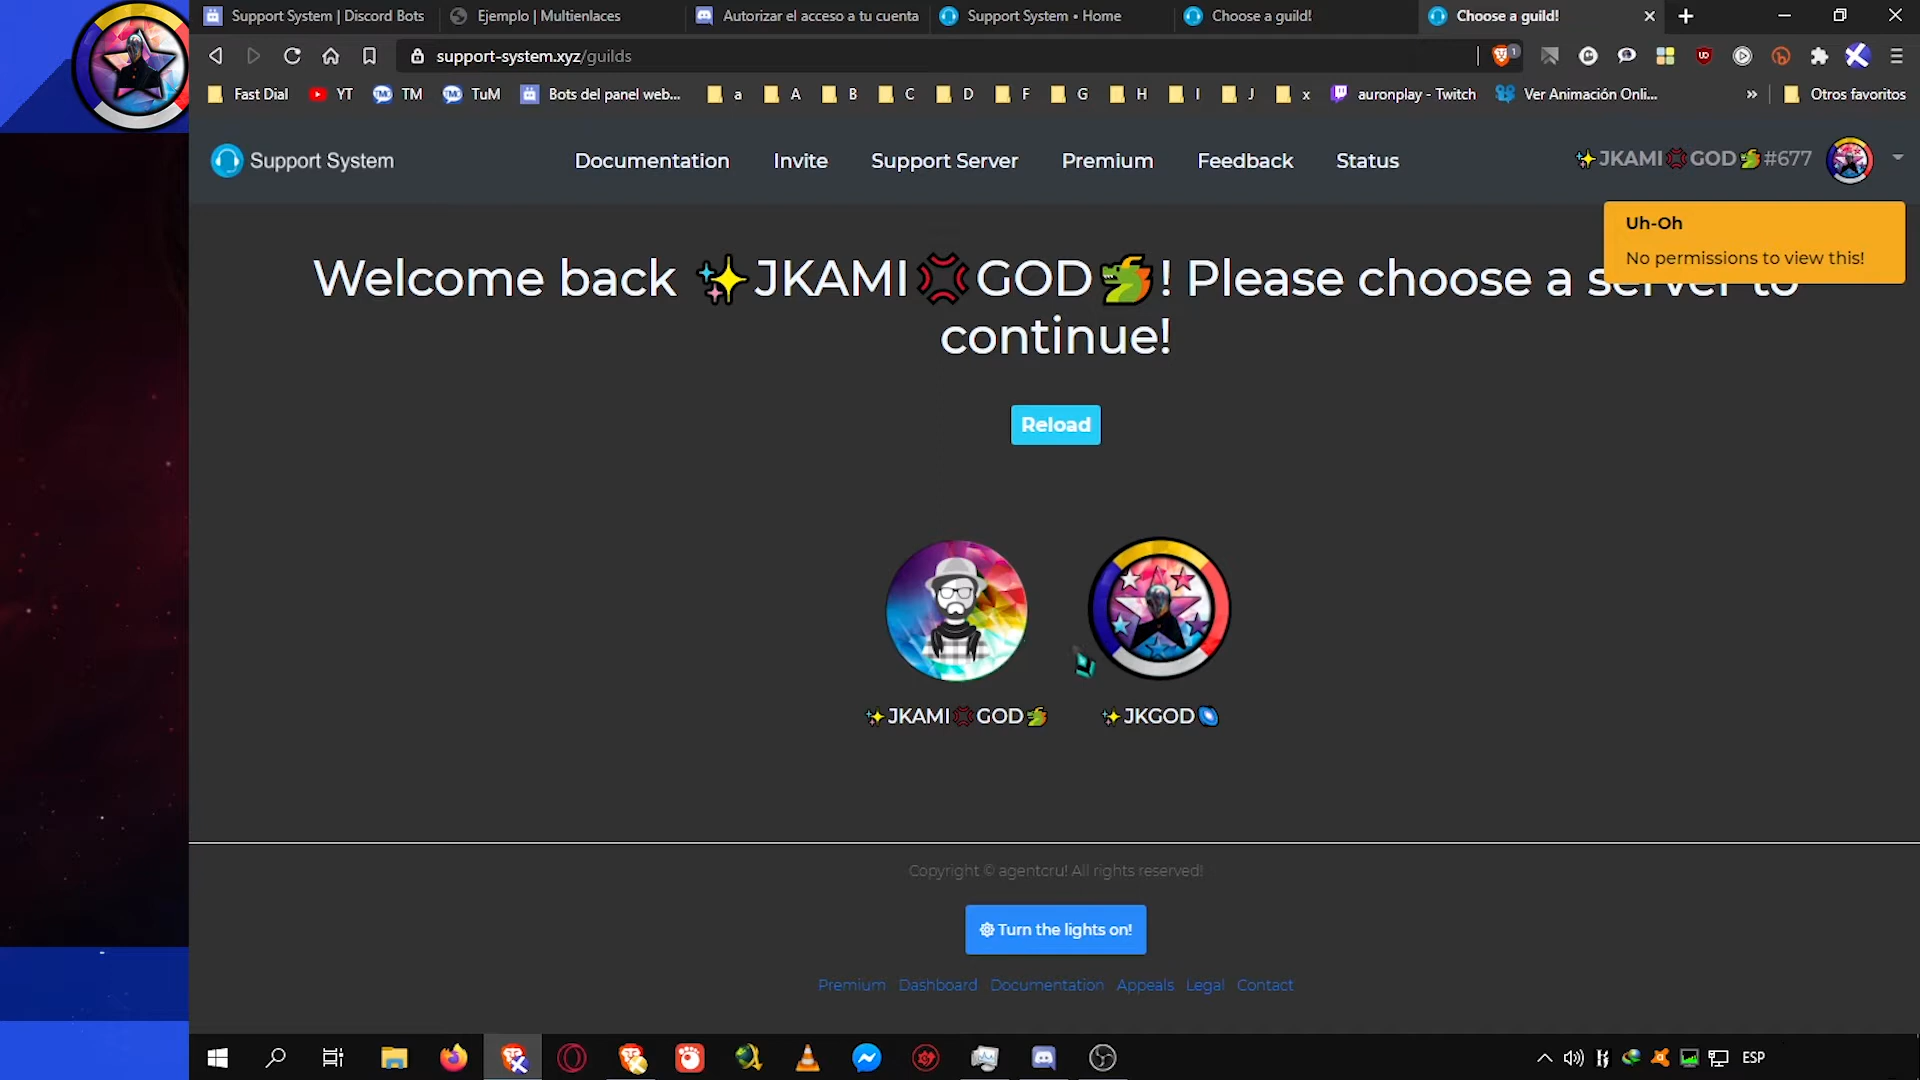 Support System | Discord Bots
Ejemplo | Multienlaces
Autorizar el acceso a tu cuenta
Support System • Home
Choose a guild!
Choose a guild!
support-system.xyz/guilds
1
Fast Dial
YT
TM
TuM
Bots del panel web...
a
A
B
C
D
F
G
H
I
J
x
auronplay - Twitch
Ver Animación Onli...
»
Otros favoritos
Support System
Documentation
Invite
Support Server
Premium
Feedback
Status
✨JKAMI💢GOD🐲#677
Uh-Oh
No permissions to view this!
Welcome back ✨JKAMI💢GOD🐲! Please choose a server to
continue!
Reload
✨JKAMI💢GOD🐲
✨JKGOD
Copyright © agentcru! All rights reserved!
Turn the lights on!
Premium Dashboard Documentation Appeals Legal Contact
ESP